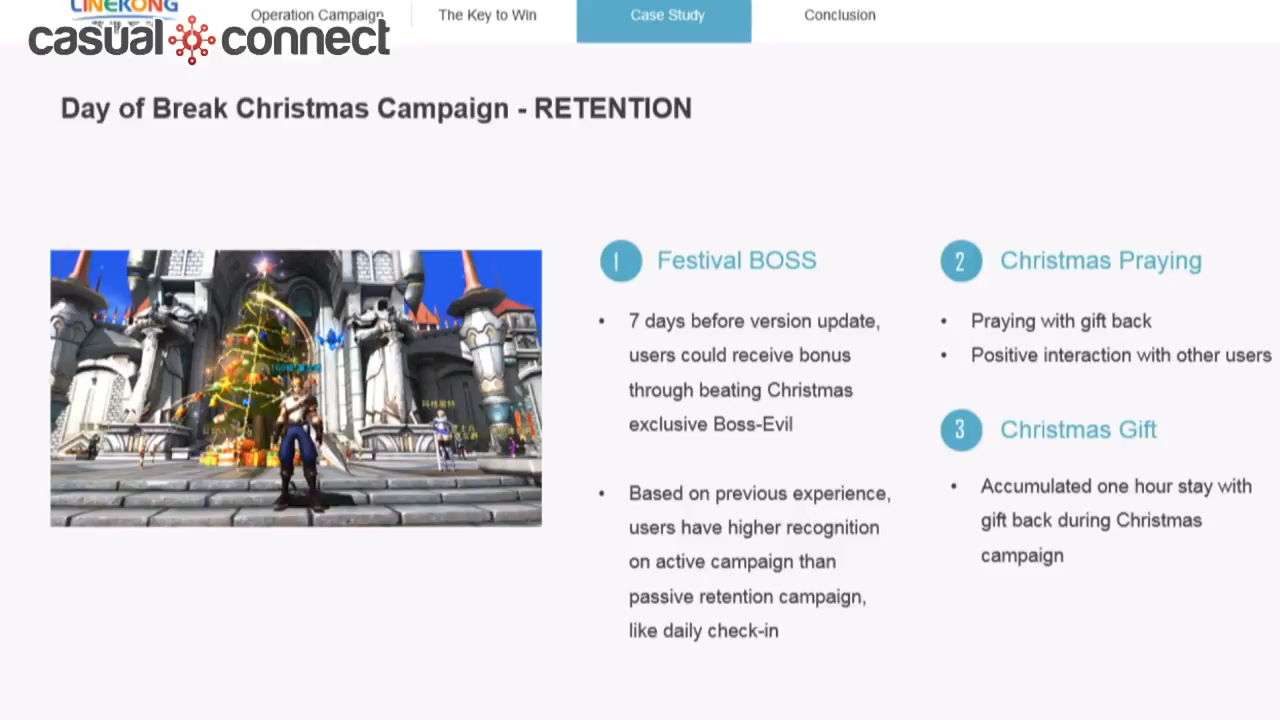 LINEKONG
Operation Campaign
The Key to Win
Case Study
Conclusion
casual connect
Day of Break Christmas Campaign - RETENTION
1 Festival BOSS
• 7 days before version update,
users could receive bonus
through beating Christmas
exclusive Boss-Evil
• Based on previous experience,
users have higher recognition
on active campaign than
passive retention campaign,
like daily check-in
2 Christmas Praying
• Praying with gift back
• Positive interaction with other users
3 Christmas Gift
• Accumulated one hour stay with
gift back during Christmas
campaign